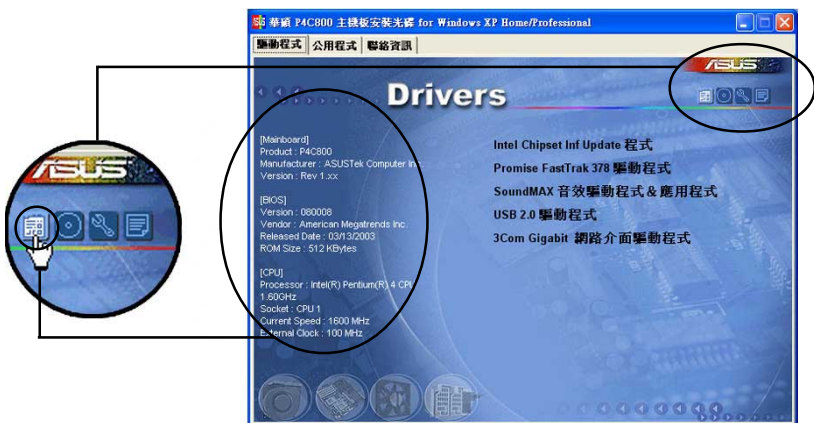 華碩 P4C800 主機板安裝光碟 for Windows XP Home/Professional
驅動程式 公用程式 聯絡資訊
ASUS
Drivers
[Mainboard]
Product : P4C800
Manufacturer : ASUSTek Computer Inc.
Version : Rev 1.xx
[BIOS]
Version : 080008
Vendor : American Megatrends Inc.
Released Date : 03/13/2003
ROM Size : 512 KBytes
[CPU]
Processor : Intel(R) Pentium(R) 4 CPU
1.60GHz
Socket : CPU 1
Current Speed : 1600 MHz
External Clock : 100 MHz
Intel Chipset Inf Update 程式
Promise FastTrak 378 驅動程式
SoundMAX 音效驅動程式 & 應用程式
USB 2.0 驅動程式
3Com Gigabit 網路介面驅動程式
ASUS